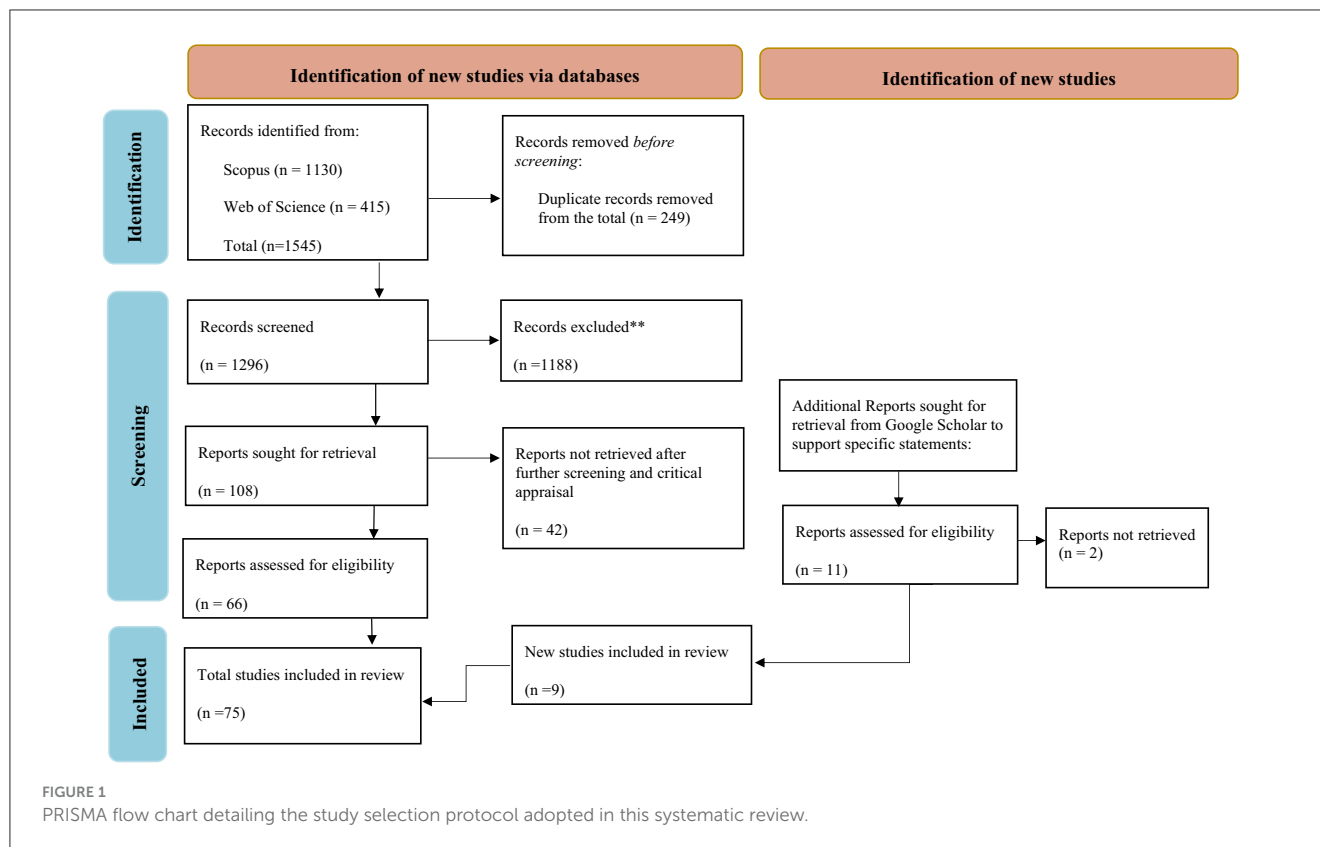 Identification of new studies via databases
Identification of new studies
Identification
Records identified from:
Scopus (n = 1130)
Web of Science (n = 415)
Total (n=1545)
Records removed before
screening:
Duplicate records removed
from the total (n = 249)
Screening
Records screened
(n = 1296)
Records excluded**
(n =1188)
Reports sought for retrieval
(n = 108)
Reports not retrieved after
further screening and critical
appraisal
(n = 42)
Additional Reports sought for
retrieval from Google Scholar to
support specific statements:
Reports assessed for eligibility
(n = 66)
Reports assessed for eligibility
(n = 11)
Reports not retrieved
(n = 2)
Included
Total studies included in review
(n =75)
New studies included in review
(n =9)
FIGURE 1
PRISMA flow chart detailing the study selection protocol adopted in this systematic review.